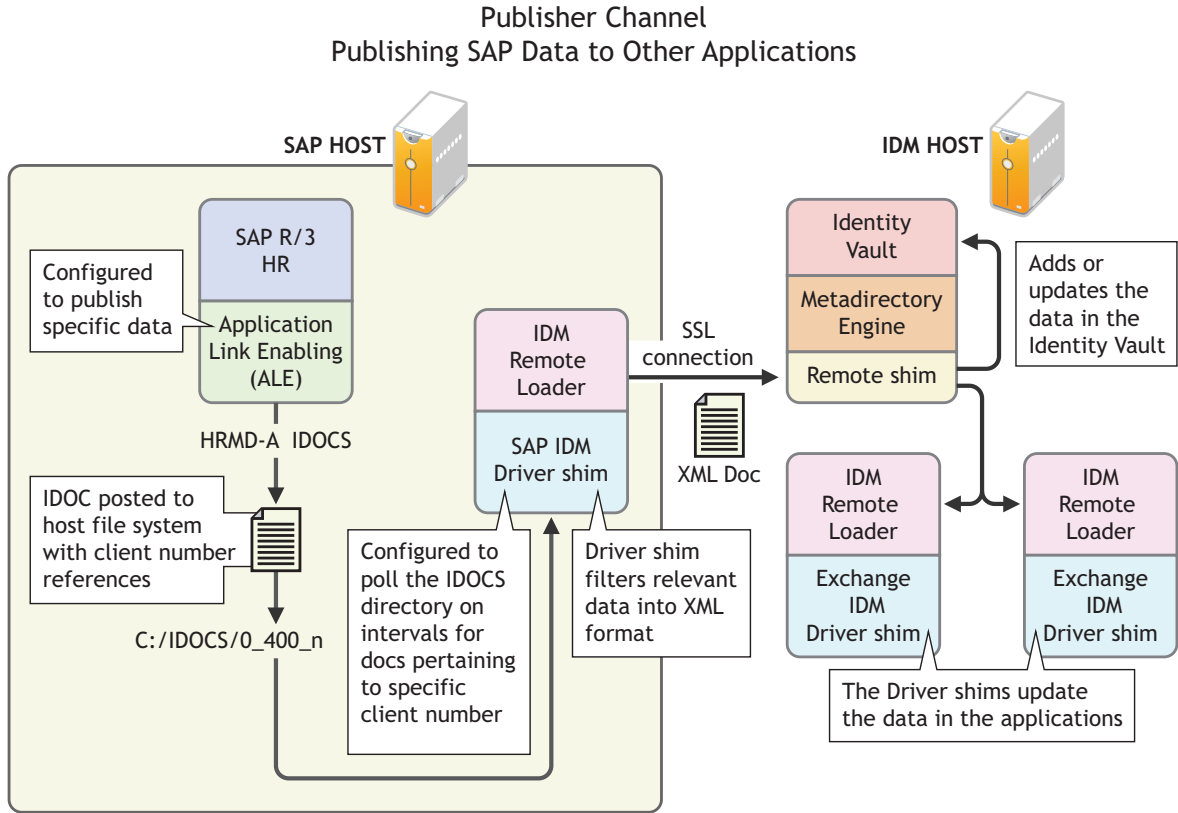 Publisher Channel
Publishing SAP Data to Other Applications
SAP HOST
IDM HOST
SAP R/3
HR
Configured
to publish
specific data
Application
Link Enabling
(ALE)
HRMD-A IDOCS
IDOC posted to
host file system
with client number
references
C:/IDOCS/0_400_n
IDM
Remote
Loader
SAP IDM
Driver shim
Configured to
poll the IDOCS
directory on
intervals for
docs pertaining
to specific
client number
Driver shim
filters relevant
data into XML
format
SSL
connection
XML Doc
Identity
Vault
Metadirectory
Engine
Remote shim
Adds or
updates the
data in the
Identity Vault
IDM
Remote
Loader
Exchange
IDM
Driver shim
IDM
Remote
Loader
Exchange
IDM
Driver shim
The Driver shims update
the data in the applications